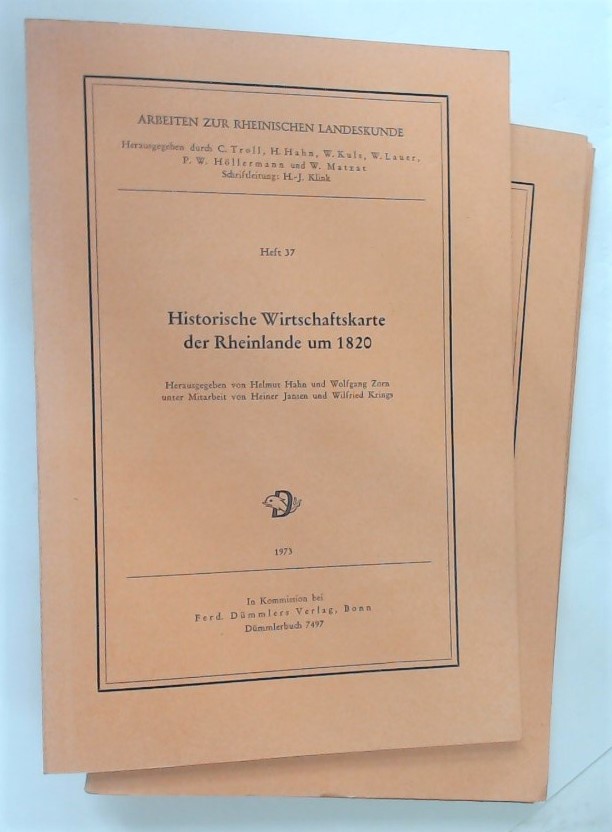 ARBEITEN ZUR RHEINISCHEN LANDESKUNDE
Herausgegeben durch C. Troll, H. Hahn, W. Kuls, W. Lauer,
P. W. Höllermann und W. Matzat
Schriftleitung: H.-J. Klink
Heft 37
Historische Wirtschaftskarte
der Rheinlande um 1820
Herausgegeben von Helmut Hahn und Wolfgang Zorn
unter Mitarbeit von Heiner Jansen und Wilfried Krings
D
1973
In Kommission bei
Ferd. Dümmlers Verlag, Bonn
Dümmlerbuch 7497